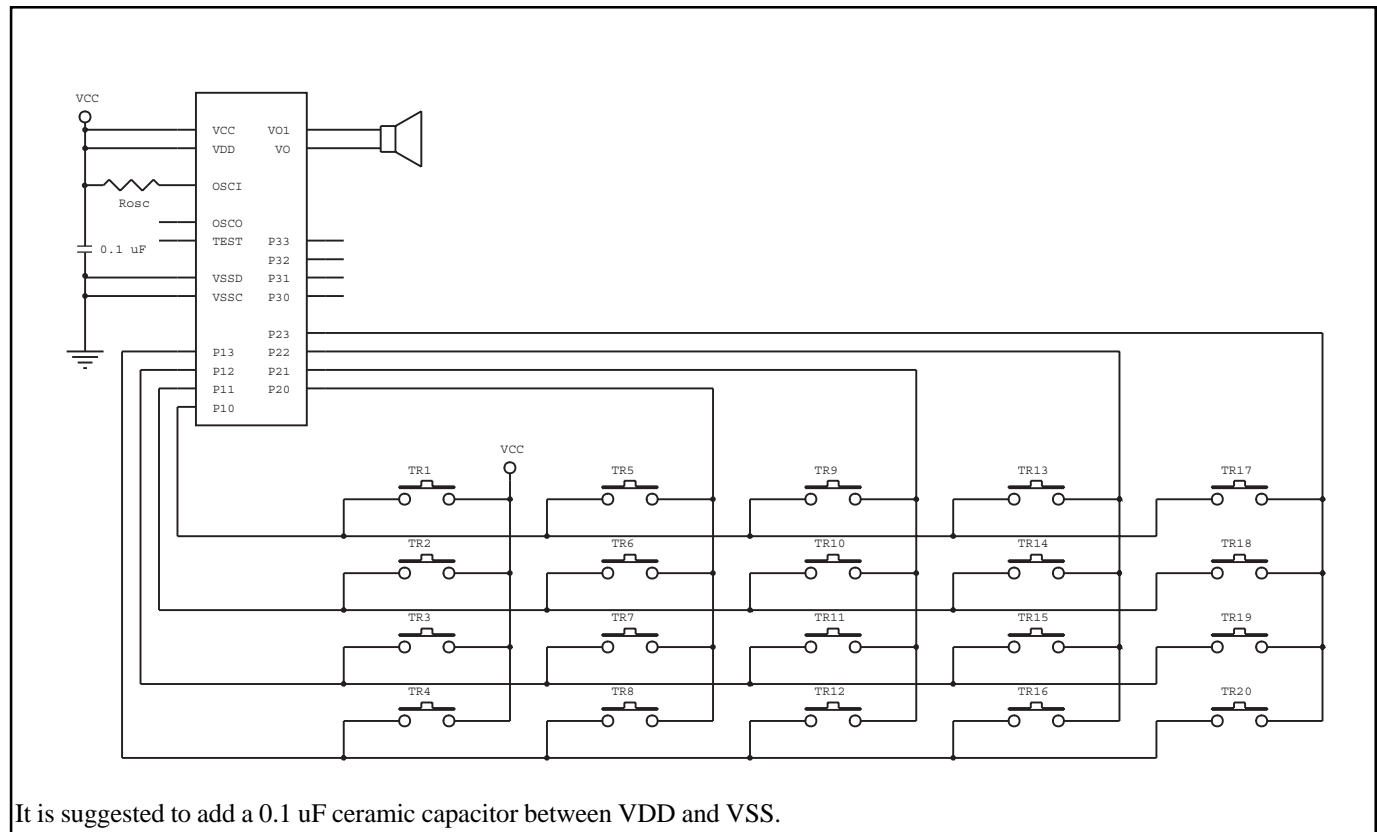 VCC
VCC VO1
VDD VO
OSCI
Rosc
OSCO
0.1 uF TEST P33
P32
VSSD P31
VSSC P30
P23
P13 P22
P12 P21
P11 P20
P10
VCC
TR1 TR5 TR9 TR13 TR17
TR2 TR6 TR10 TR14 TR18
TR3 TR7 TR11 TR15 TR19
TR4 TR8 TR12 TR16 TR20
It is suggested to add a 0.1 uF ceramic capacitor between VDD and VSS.